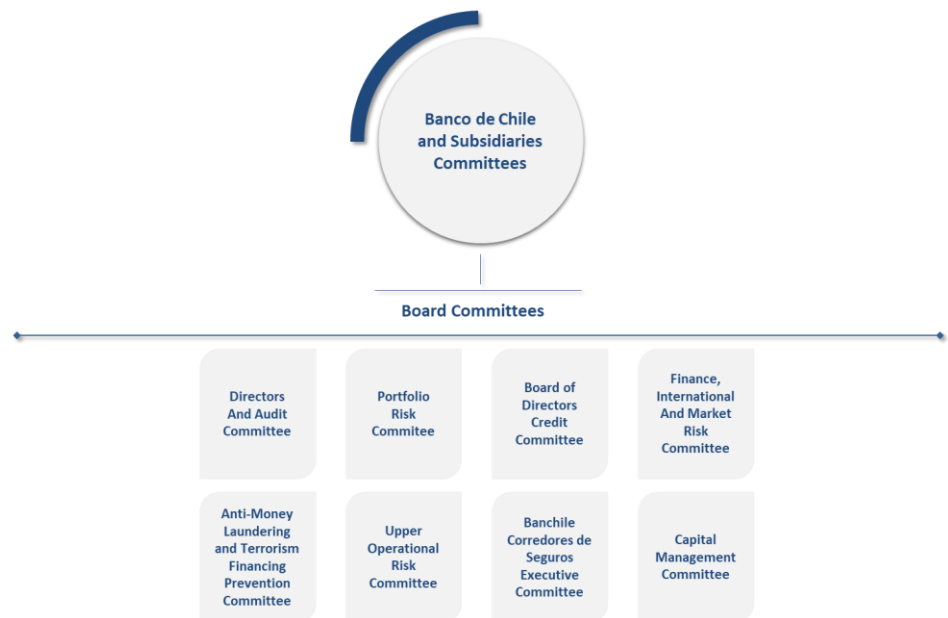 Banco de Chile
and Subsidiaries
Committees
Board Committees
Directors
And Audit
Committee
Portfolio
Risk
Commitee
Board of
Directors
Credit
Committee
Finance,
International
And Market
Risk
Committee
Anti-Money
Laundering
and Terrorism
Financing
Prevention
Committee
Upper
Operational
Risk
Committee
Banchile
Corredores de
Seguros
Executive
Committee
Capital
Management
Committee